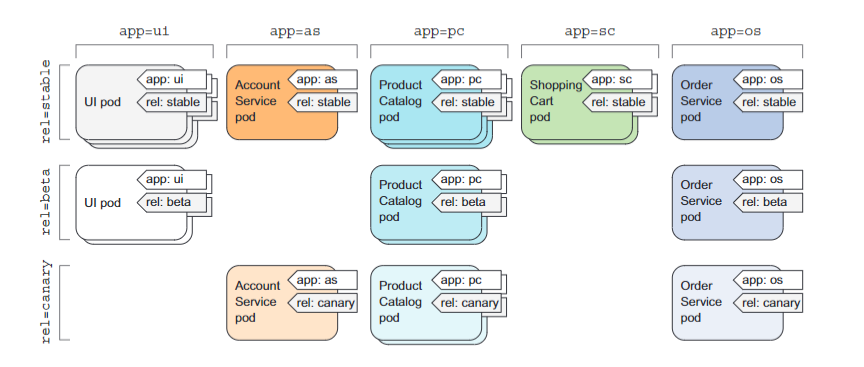 app=ui app=as app=pc app=sc app=os
rel=stable
UI pod
app: ui
rel: stable
Account
Service
pod
app: as
rel: stable
Product
Catalog
pod
app: pc
rel: stable
Shopping
Cart
pod
app: sc
rel: stable
Order
Service
pod
app: os
rel: stable
rel=beta
UI pod
app: ui
rel: beta
Product
Catalog
pod
app: pc
rel: beta
Order
Service
pod
app: os
rel: beta
rel=canary
Account
Service
pod
app: as
rel: canary
Product
Catalog
pod
app: pc
rel: canary
Order
Service
pod
app: os
rel: canary